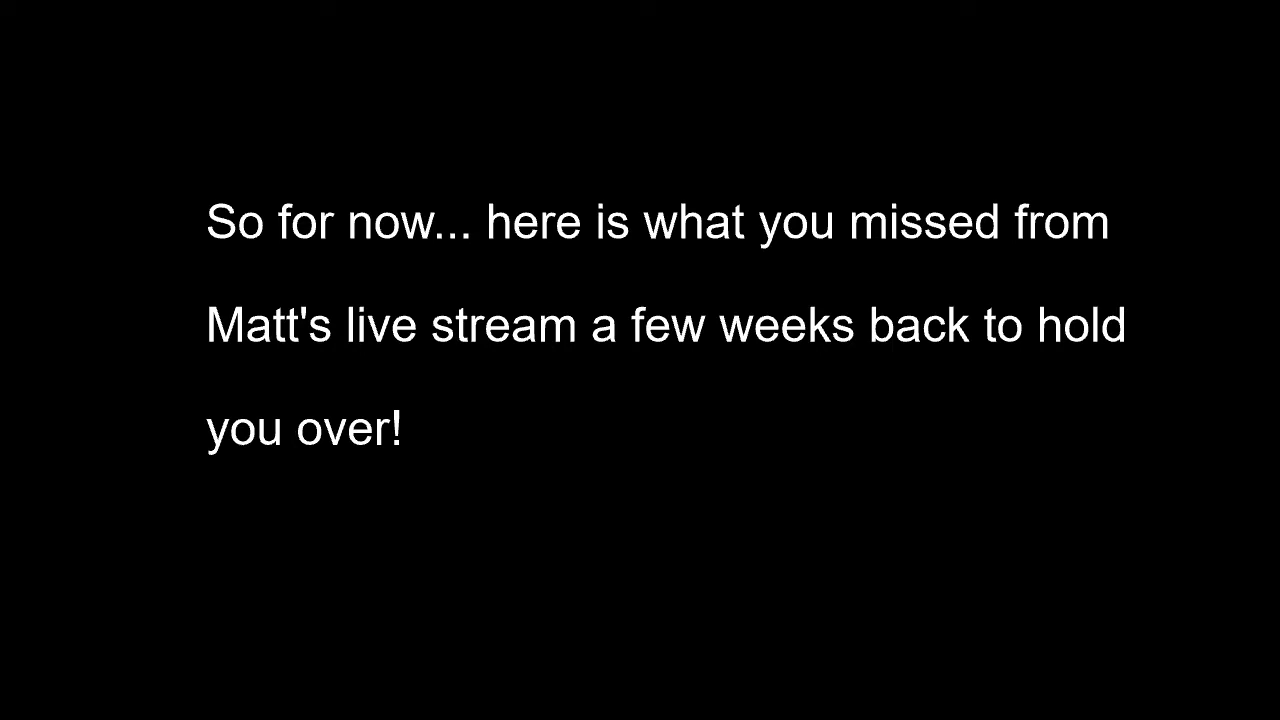 So for now... here is what you missed from
Matt's live stream a few weeks back to hold
you over!